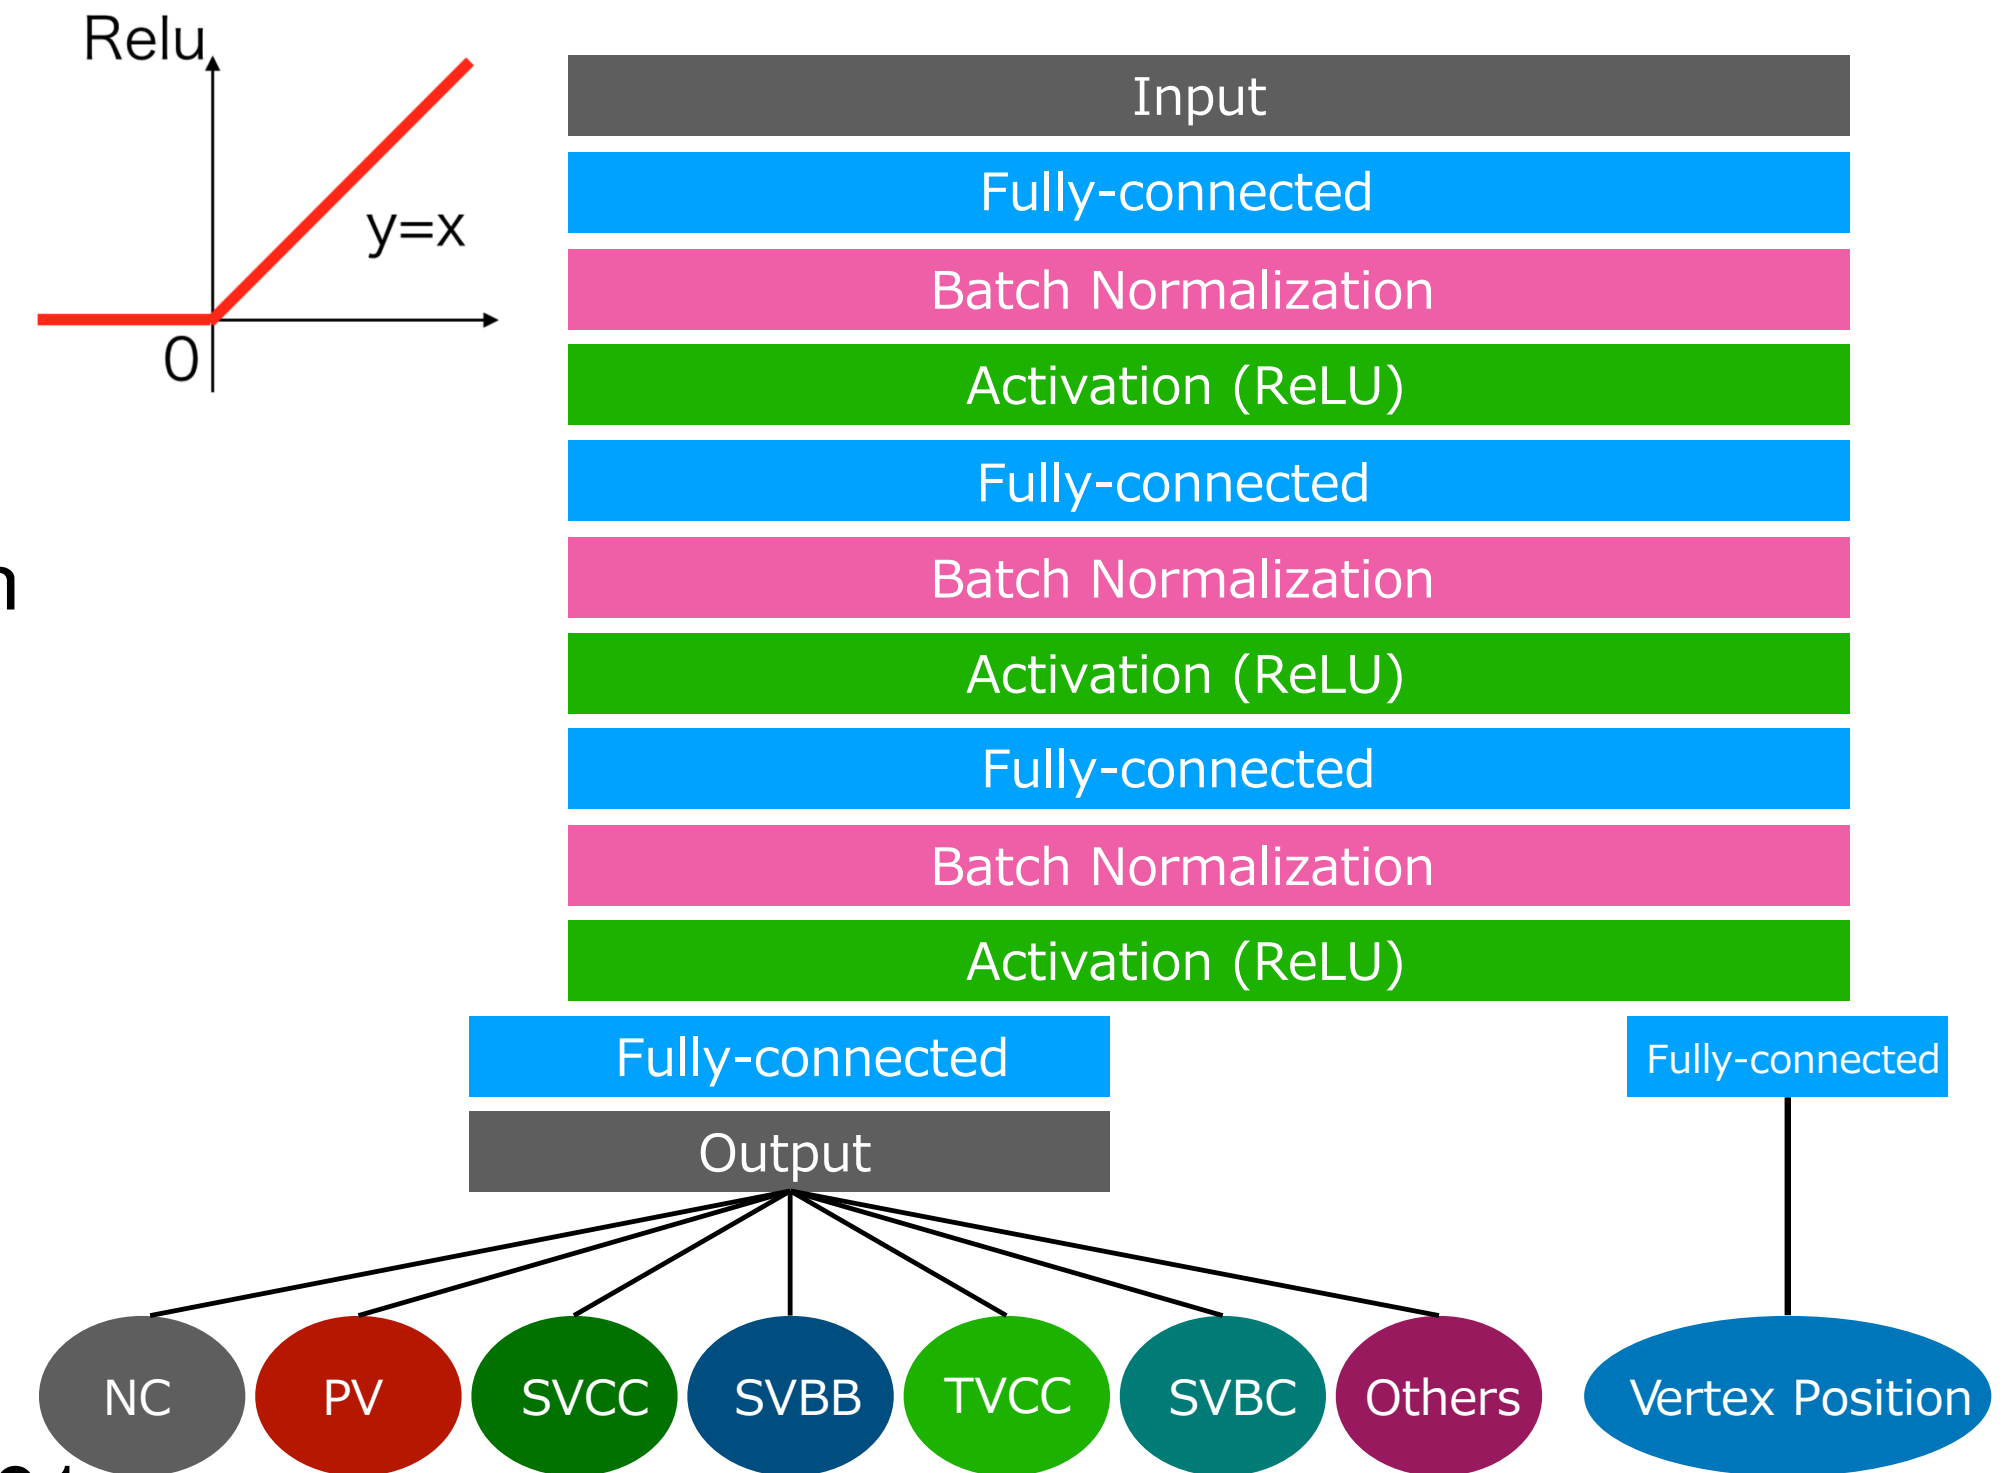 Relu
y=x
0
Input
Fully-connected
Batch Normalization
Activation (ReLU)
Fully-connected
Batch Normalization
Activation (ReLU)
Fully-connected
Batch Normalization
Activation (ReLU)
Fully-connected
Fully-connected
Output
NC
PV
SVCC
SVBB
TVCC
SVBC
Others
Vertex Position